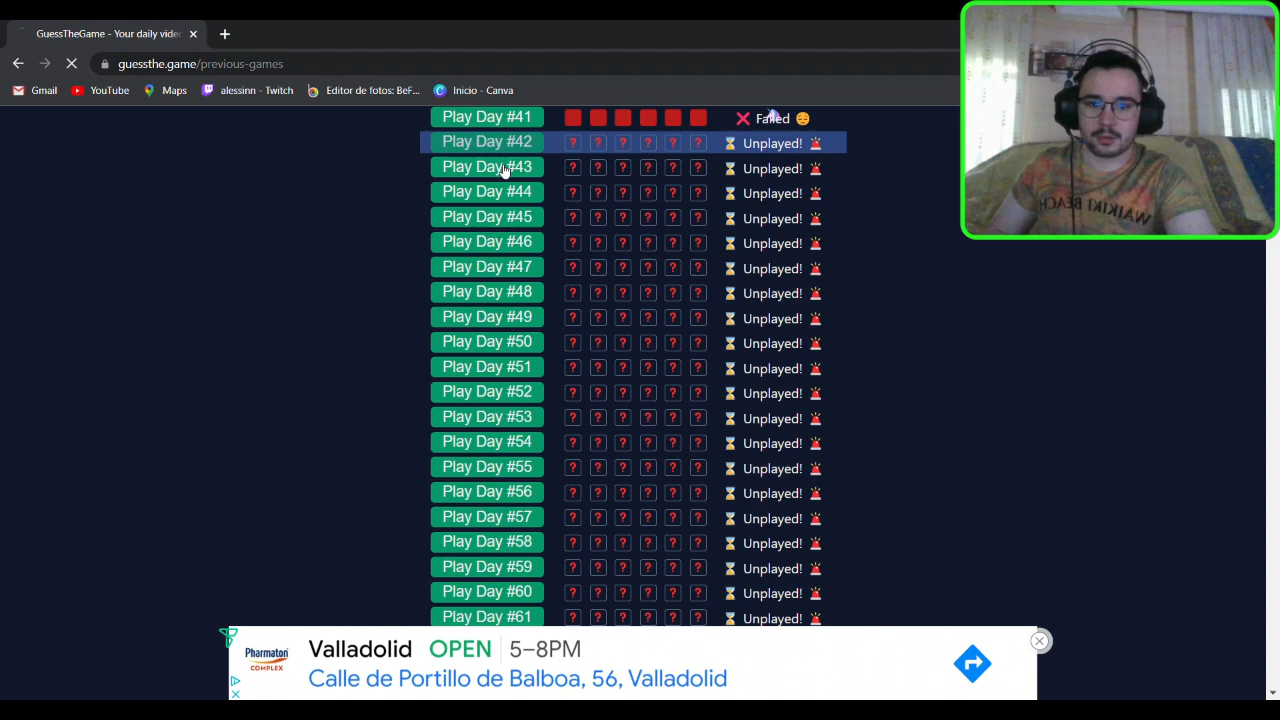 GuessTheGame - Your daily vide
guessthe.game/previous-games
Gmail YouTube Maps alessinn - Twitch Editor de fotos: BeF... Inicio - Canva
Play Day #41 Failed
Play Day #42 ? ? ? ? ? ? Unplayed!
Play Day #43 ? ? ? ? ? ? Unplayed!
Play Day #44 ? ? ? ? ? ? Unplayed!
Play Day #45 ? ? ? ? ? ? Unplayed!
Play Day #46 ? ? ? ? ? ? Unplayed!
Play Day #47 ? ? ? ? ? ? Unplayed!
Play Day #48 ? ? ? ? ? ? Unplayed!
Play Day #49 ? ? ? ? ? ? Unplayed!
Play Day #50 ? ? ? ? ? ? Unplayed!
Play Day #51 ? ? ? ? ? ? Unplayed!
Play Day #52 ? ? ? ? ? ? Unplayed!
Play Day #53 ? ? ? ? ? ? Unplayed!
Play Day #54 ? ? ? ? ? ? Unplayed!
Play Day #55 ? ? ? ? ? ? Unplayed!
Play Day #56 ? ? ? ? ? ? Unplayed!
Play Day #57 ? ? ? ? ? ? Unplayed!
Play Day #58 ? ? ? ? ? ? Unplayed!
Play Day #59 ? ? ? ? ? ? Unplayed!
Play Day #60 ? ? ? ? ? ? Unplayed!
Play Day #61 ? ? ? ? ? ? Unplayed!
WAIKIKI BEACH
Pharmaton
COMPLEX
Valladolid OPEN 5–8PM
Calle de Portillo de Balboa, 56, Valladolid